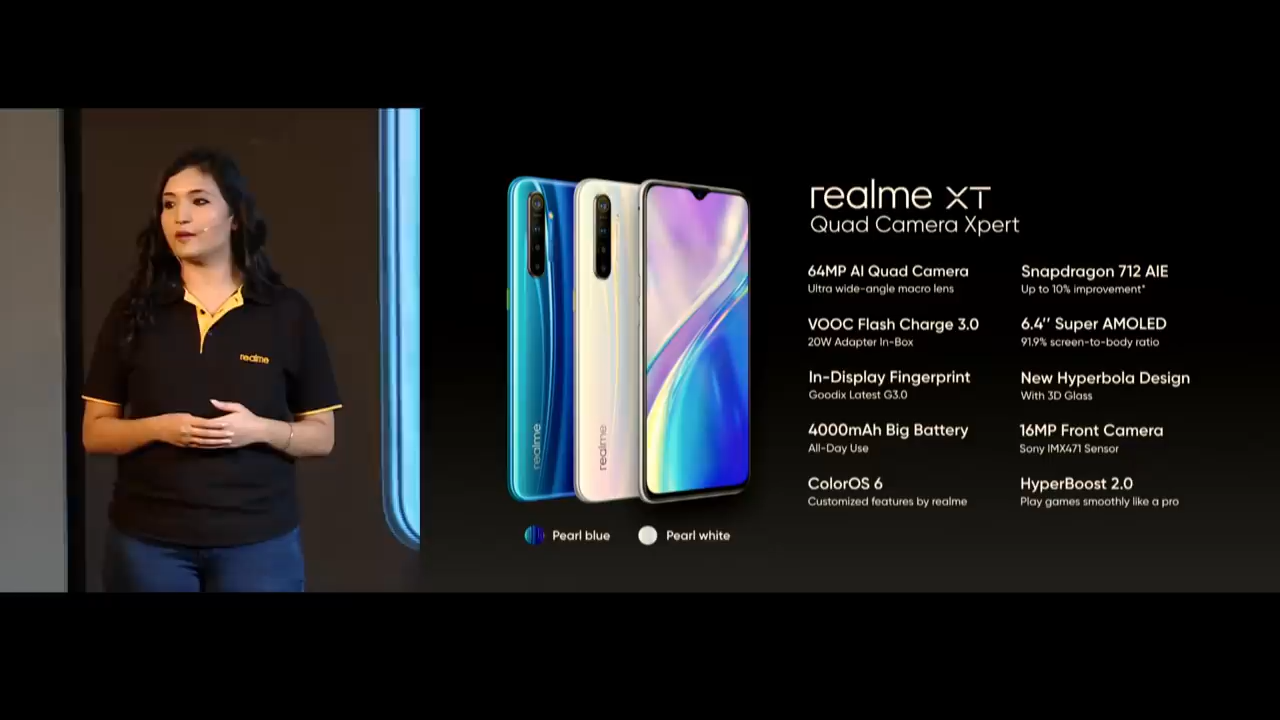 realme
realme
realme
Pearl blue
Pearl white
realme XT
Quad Camera Xpert
64MP AI Quad Camera
Ultra wide-angle macro lens
Snapdragon 712 AIE
Up to 10% improvement*
VOOC Flash Charge 3.0
20W Adapter In-Box
6.4'' Super AMOLED
91.9% screen-to-body ratio
In-Display Fingerprint
Goodix Latest G3.0
New Hyperbola Design
With 3D Glass
4000mAh Big Battery
All-Day Use
16MP Front Camera
Sony IMX471 Sensor
ColorOS 6
Customized features by realme
HyperBoost 2.0
Play games smoothly like a pro